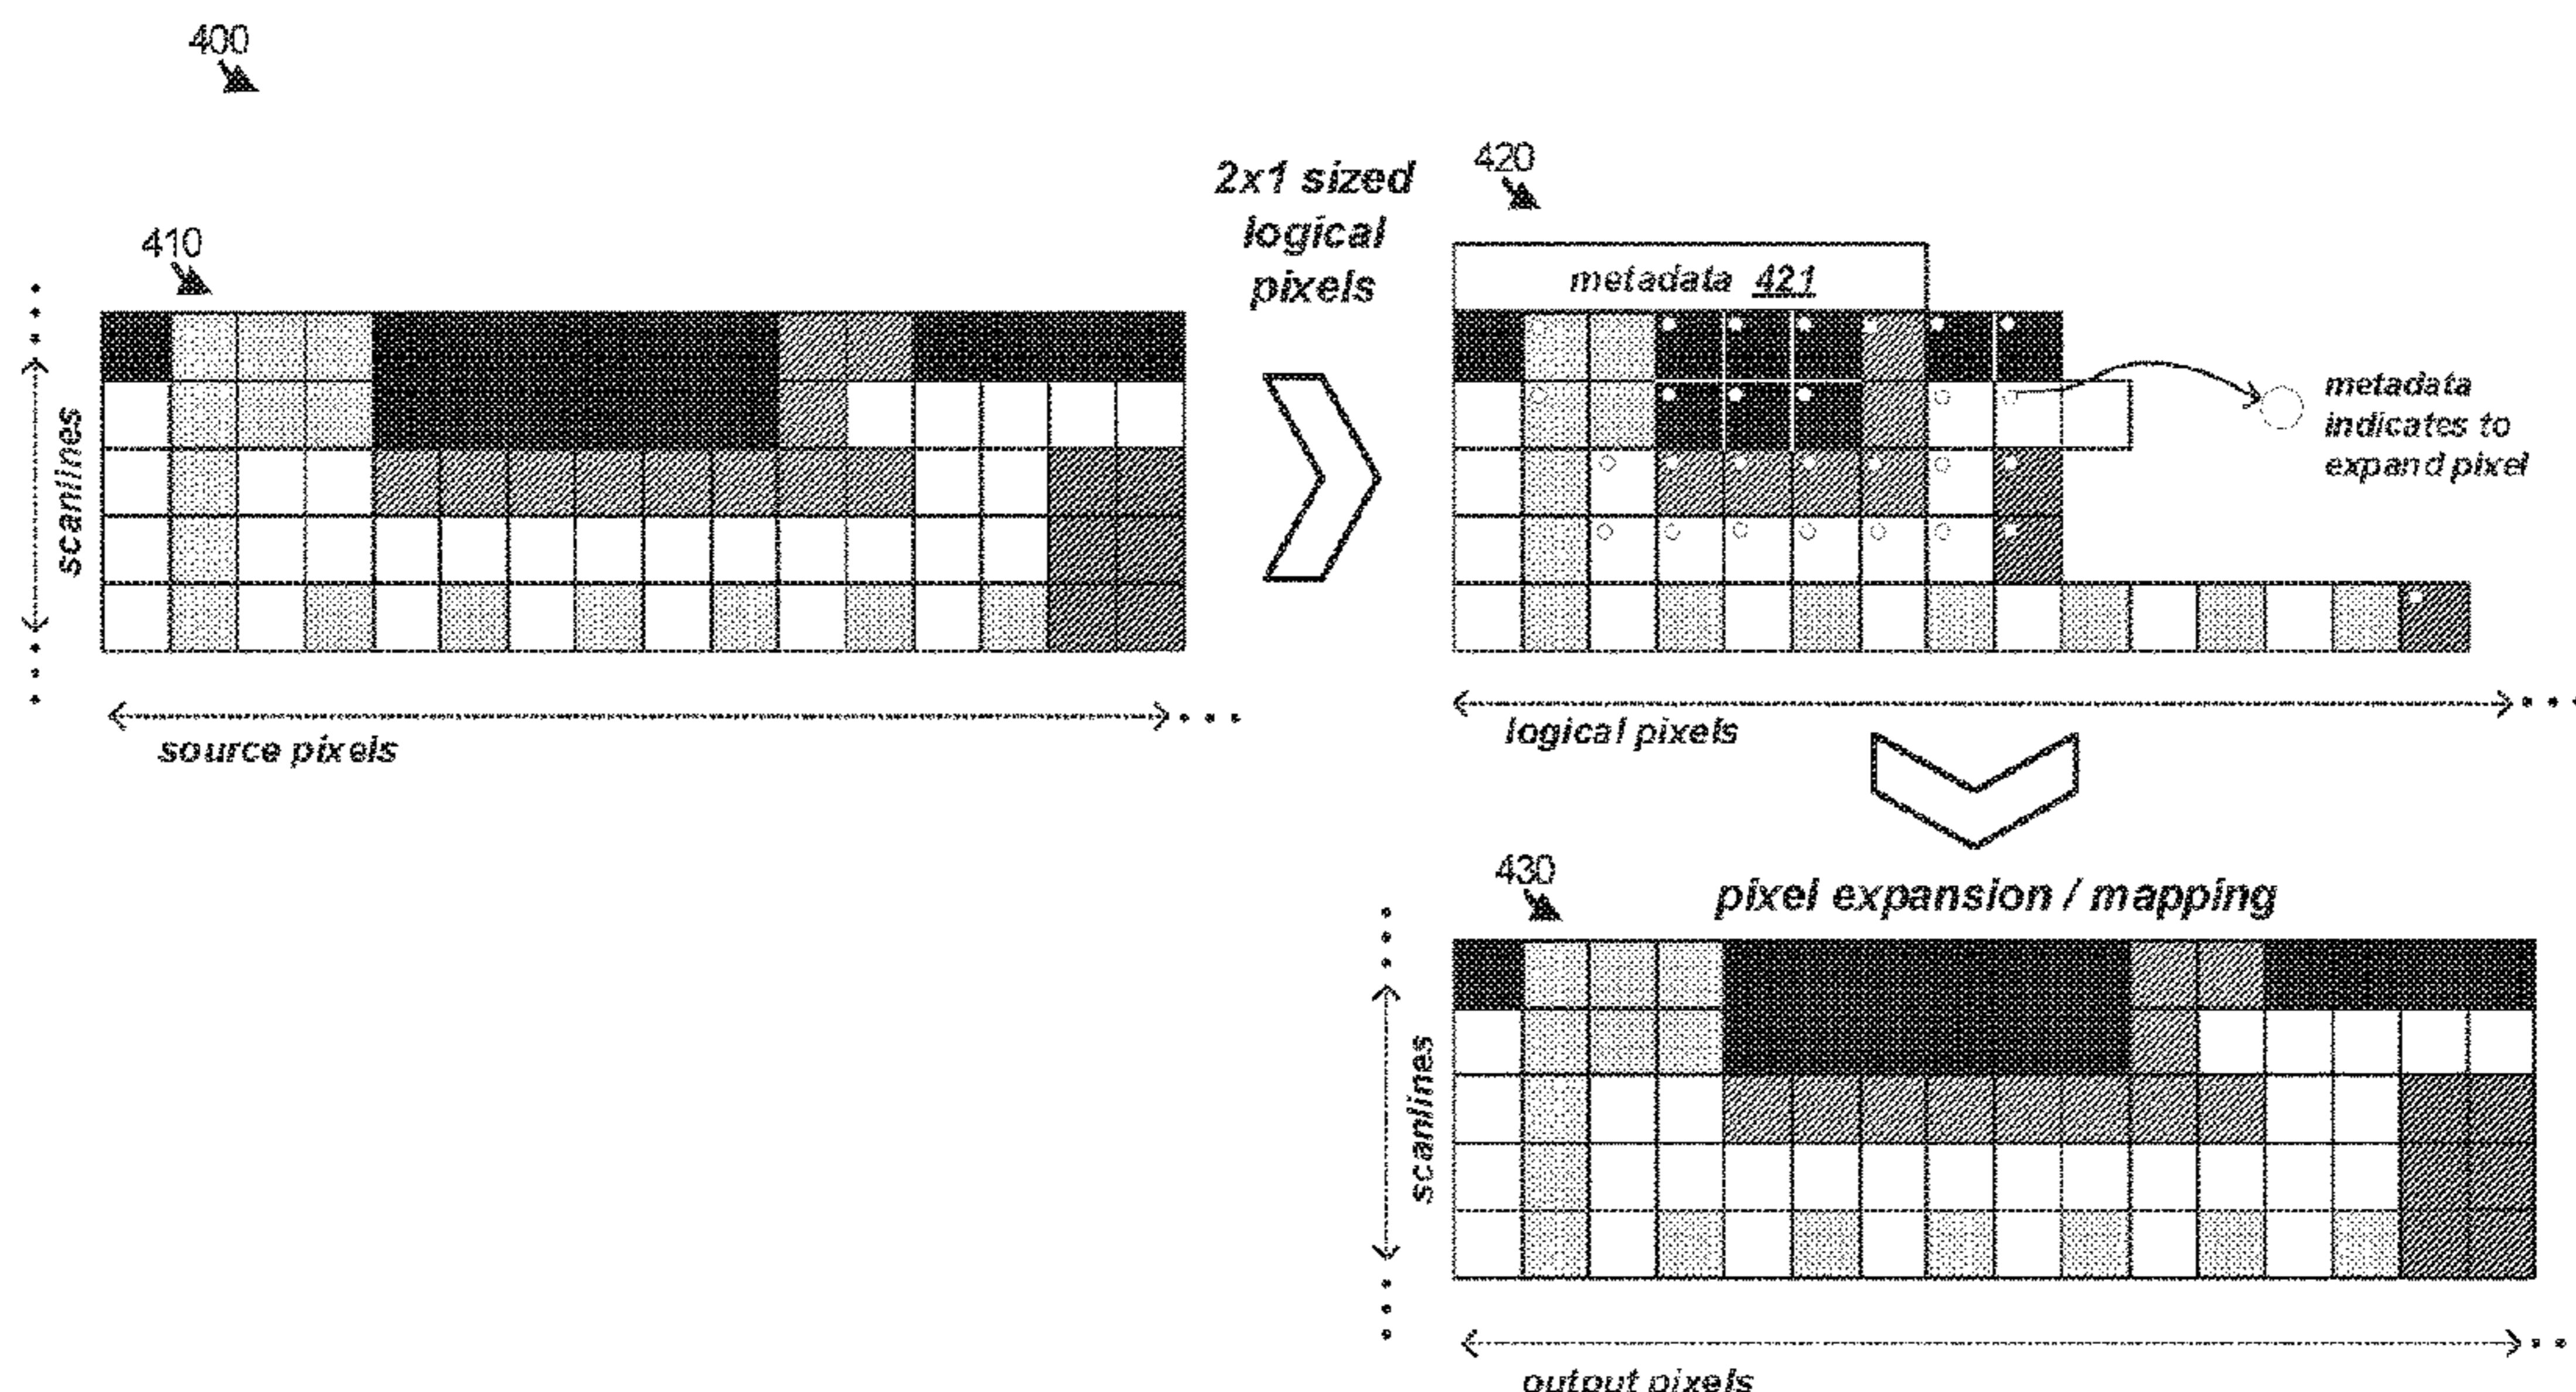 400
410
2x1 sized
logical
pixels
420
metadada 421
scanlines
metadata
indicates to
expand pixel
source pixels
logical pixels
430
pixel expansion / mapping
scanlines
output pixels